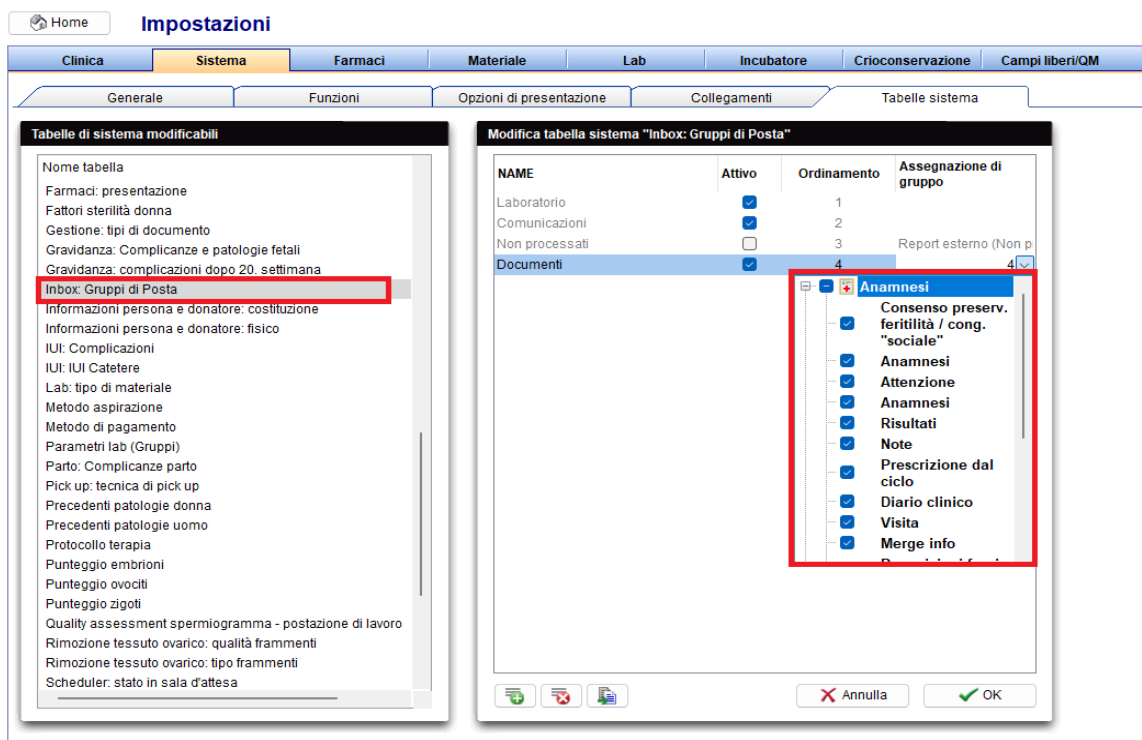 Home
Impostazioni
Clinica Sistema Farmaci Materiale Lab Incubatore Crioconservazione Campi liberi/QM
Generale Funzioni Opzioni di presentazione Collegamenti Tabelle sistema
Tabelle di sistema modificabili
Nome tabella
Farmaci: presentazione
Fattori sterilità donna
Gestione: tipi di documento
Gravidanza: Complicanze e patologie fetali
Gravidanza: complicazioni dopo 20. settimana
Inbox: Gruppi di Posta
Informazioni persona e donatore: costituzione
Informazioni persona e donatore: fisico
IUI: Complicazioni
IUI: IUI Catetere
Lab: tipo di materiale
Metodo aspirazione
Metodo di pagamento
Parametri lab (Gruppi)
Parto: Complicanze parto
Pick up: tecnica di pick up
Precedenti patologie donna
Precedenti patologie uomo
Protocollo terapia
Punteggio embrioni
Punteggio ovociti
Punteggio zigoti
Quality assessment spermiogramma - postazione di lavoro
Rimozione tessuto ovarico: qualità frammenti
Rimozione tessuto ovarico: tipo frammenti
Scheduler: stato in sala d'attesa
Modifica tabella sistema "Inbox: Gruppi di Posta"
NAME Attivo Ordinamento Assegnazione di
gruppo
Laboratorio 1
Comunicazioni 2
Non processati 3 Report esterno (Non p
Documenti 4 4
Anamnesi
Consenso preserv.
feritilità / cong.
"sociale"
Anamnesi
Attenzione
Anamnesi
Risultati
Note
Prescrizione dal
ciclo
Diario clinico
Visita
Merge info
Annulla OK